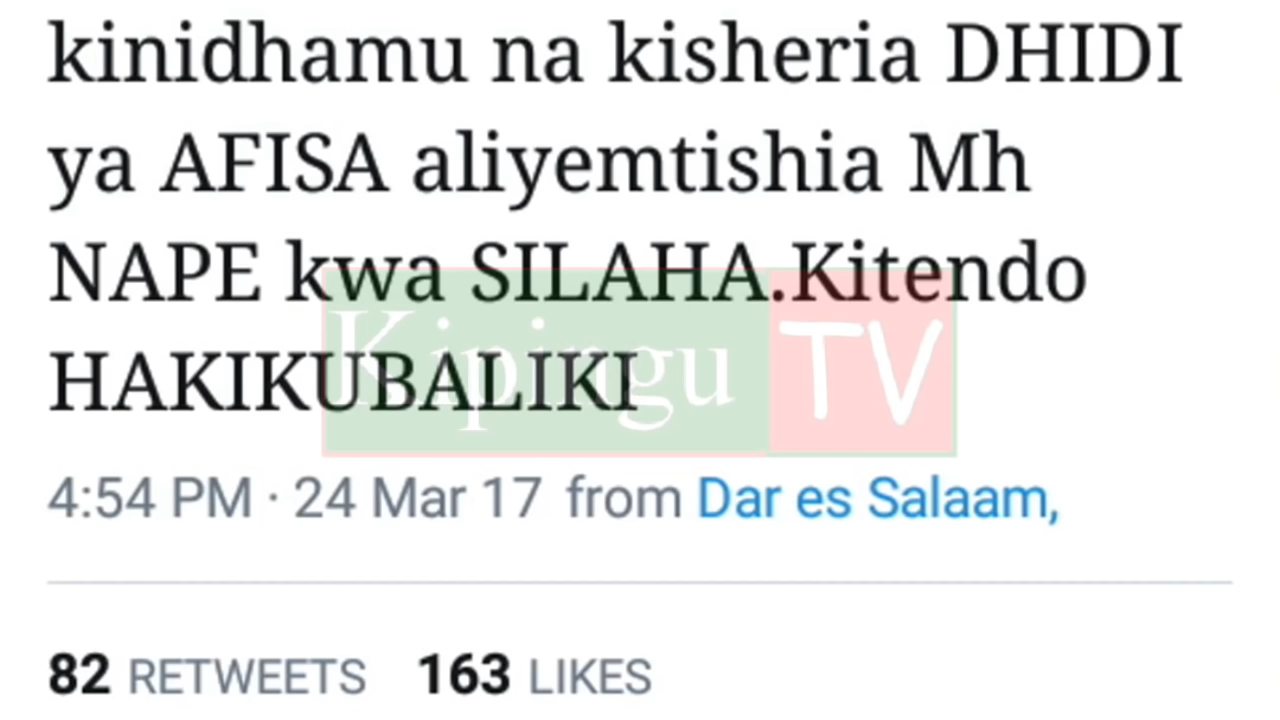 kinidhamu na kisheria DHIDI
ya AFISA aliyemtishia Mh
NAPE kwa SILAHA.Kitendo
HAKIKUBALIKI
Kipingu TV
4:54 PM · 24 Mar 17 from Dar es Salaam,
82 RETWEETS 163 LIKES